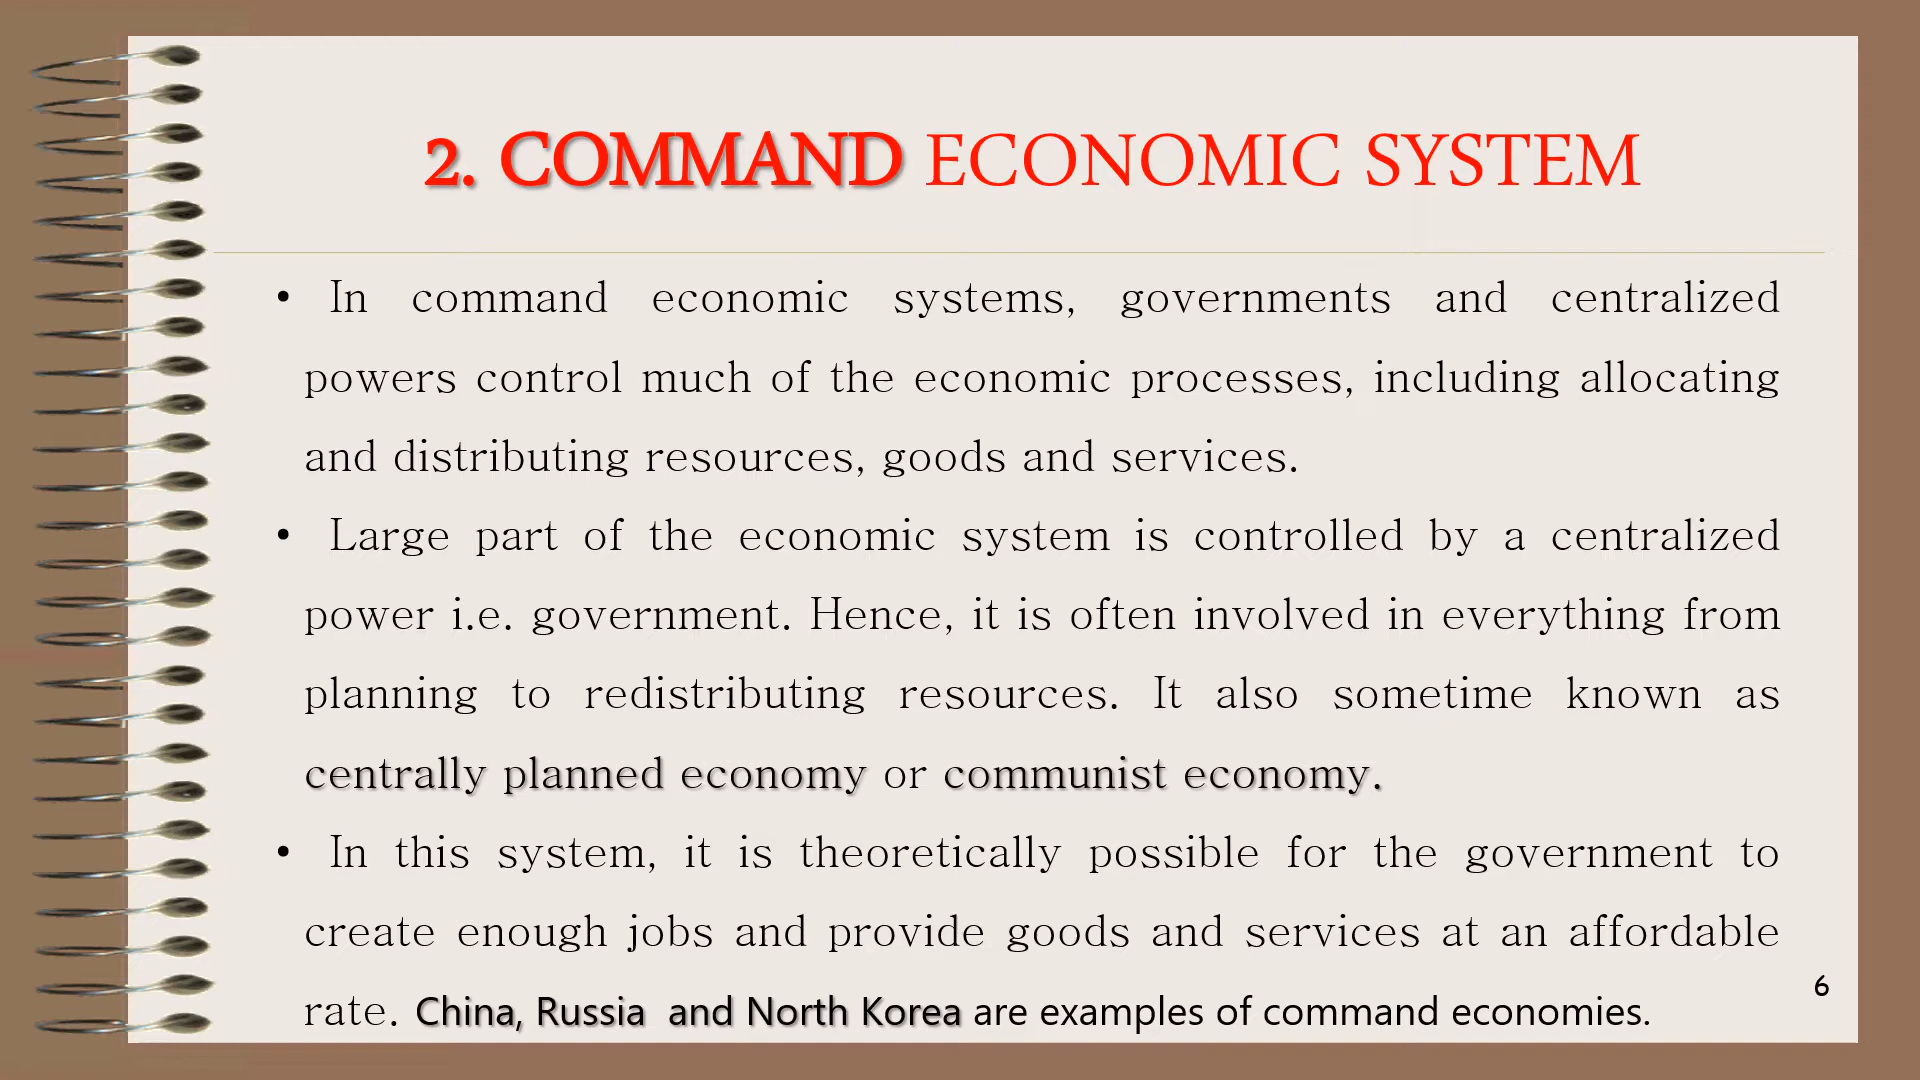 2. COMMAND ECONOMIC SYSTEM
• In command economic systems, governments and centralized
powers control much of the economic processes, including allocating
and distributing resources, goods and services.
• Large part of the economic system is controlled by a centralized
power i.e. government. Hence, it is often involved in everything from
planning to redistributing resources. It also sometime known as
centrally planned economy or communist economy.
• In this system, it is theoretically possible for the government to
create enough jobs and provide goods and services at an affordable
rate. China, Russia and North Korea are examples of command economies.
6